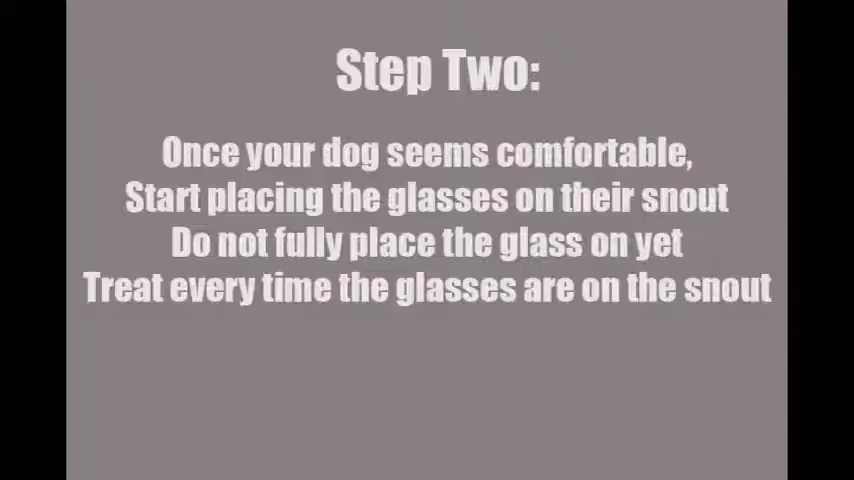 Step Two:
Once your dog seems comfortable,
Start placing the glasses on their snout
Do not fully place the glass on yet
Treat every time the glasses are on the snout